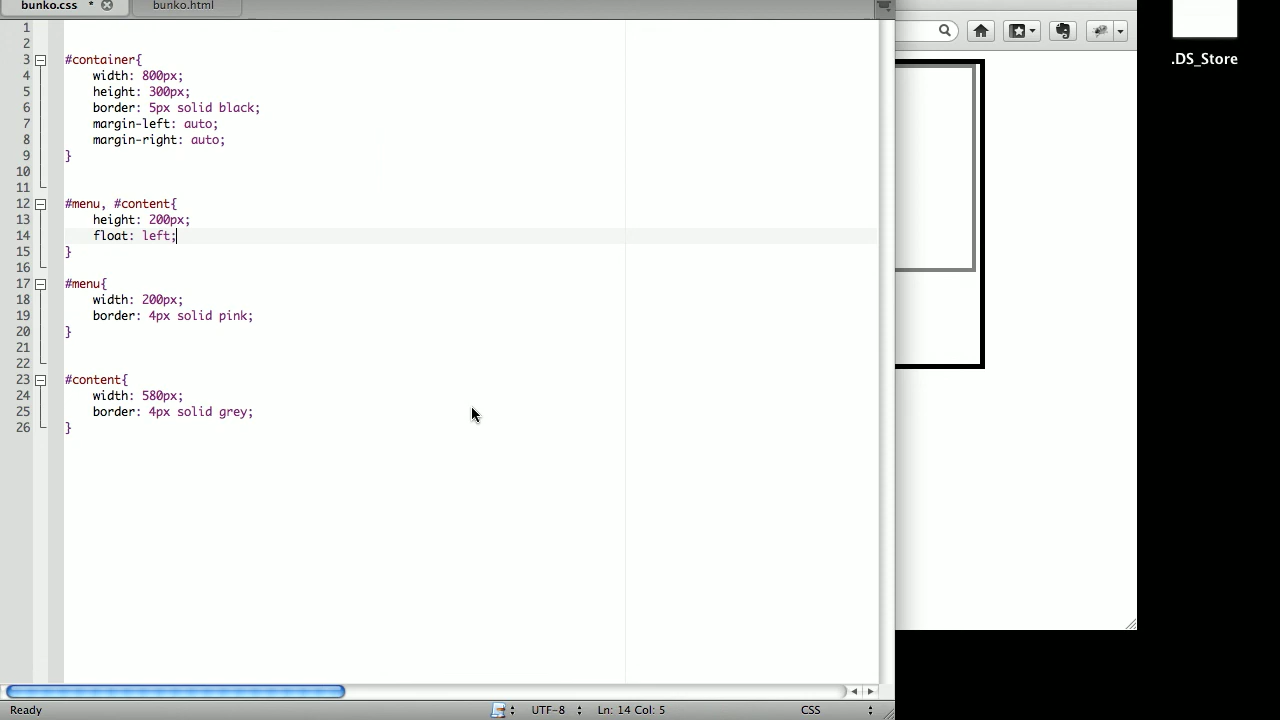 bunko.css *
bunko.html
1
2
3 #container{
4 width: 800px;
5 height: 300px;
6 border: 5px solid black;
7 margin-left: auto;
8 margin-right: auto;
9 }
10
11
12 #menu, #content{
13 height: 200px;
14 float: left;
15 }
16
17 #menu{
18 width: 200px;
19 border: 4px solid pink;
20 }
21
22
23 #content{
24 width: 580px;
25 border: 4px solid grey;
26 }
.DS_Store
Ready
UTF-8
Ln: 14 Col: 5
CSS